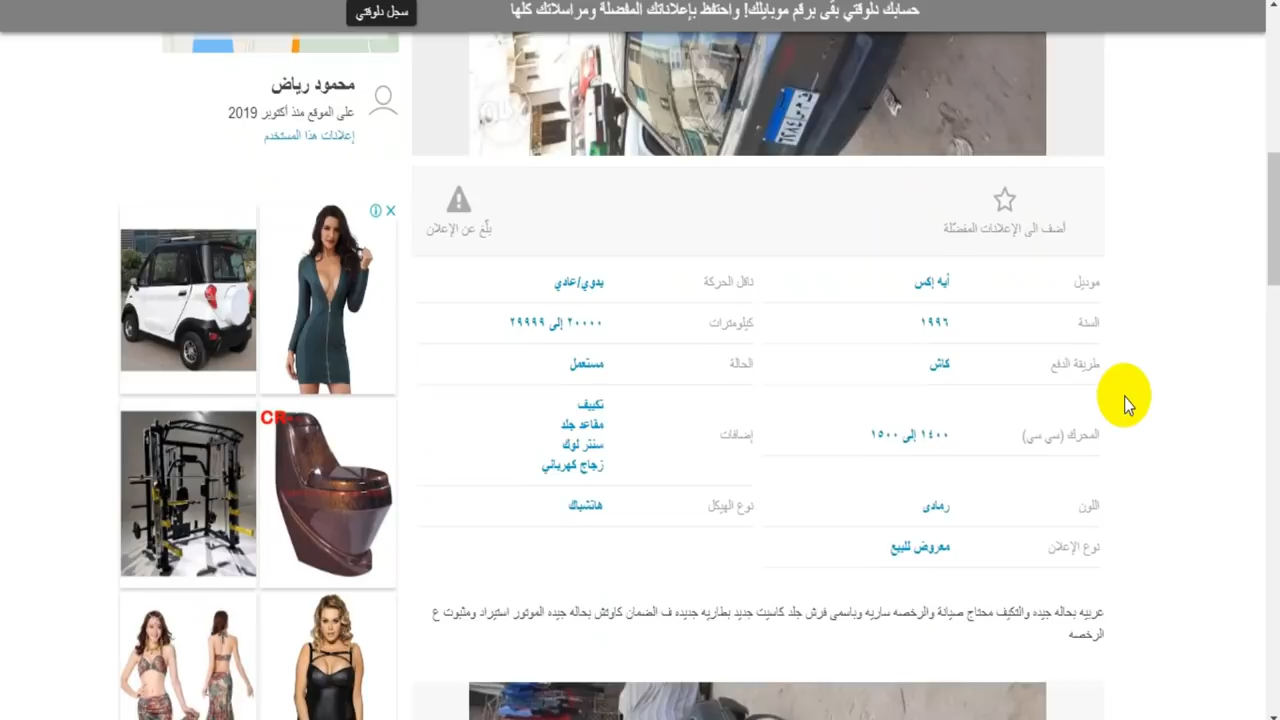 حسابك دلوقتي بقى برقم موبايلك! واحتفظ بإعلاناتك المفضلة ومراسلاتك كلها
سجل دلوقتي
محمود رياض
على الموقع منذ أكتوبر 2019
إعلانات هذا المستخدم
أضف الى الإعلانات المفضّلة
بلّغ عن الإعلان
موديل أيه إكس ناقل الحركة يدوي/عادي
السنة ١٩٩٦ كيلومترات ٢٠٠٠٠ إلى ٢٩٩٩٩
طريقة الدفع كاش الحالة مستعمل
المحرك (سي سي) ١٤٠٠ إلى ١٥٠٠ إضافات تكييف
مقاعد جلد
سنتر لوك
زجاج كهربائي
اللون رمادى نوع الهيكل هاتشباك
نوع الإعلان معروض للبيع
عربيه بحاله جيده والتكيف محتاج صيانة والرخصه ساريه وباسمى فرش جلد كاسيت جديد بطاريه جديده ف الضمان كاوتش بحاله جيده الموتور استيراد ومثبوت ع
الرخصه
CR